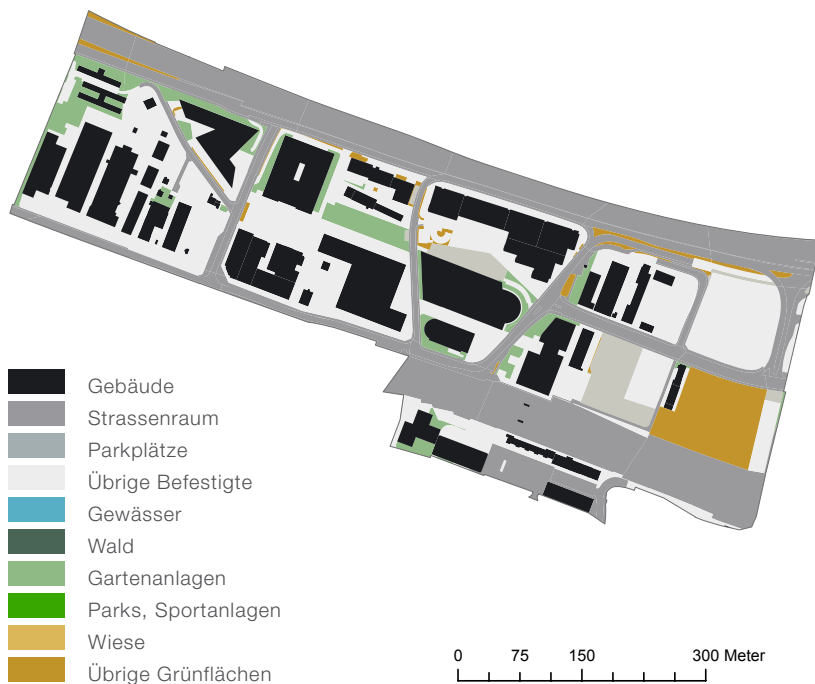 Gebäude
Strassenraum
Parkplätze
Übrige Befestigte
Gewässer
Wald
Gartenanlagen
Parks, Sportanlagen
Wiese
Übrige Grünflächen
0 75 150 300 Meter